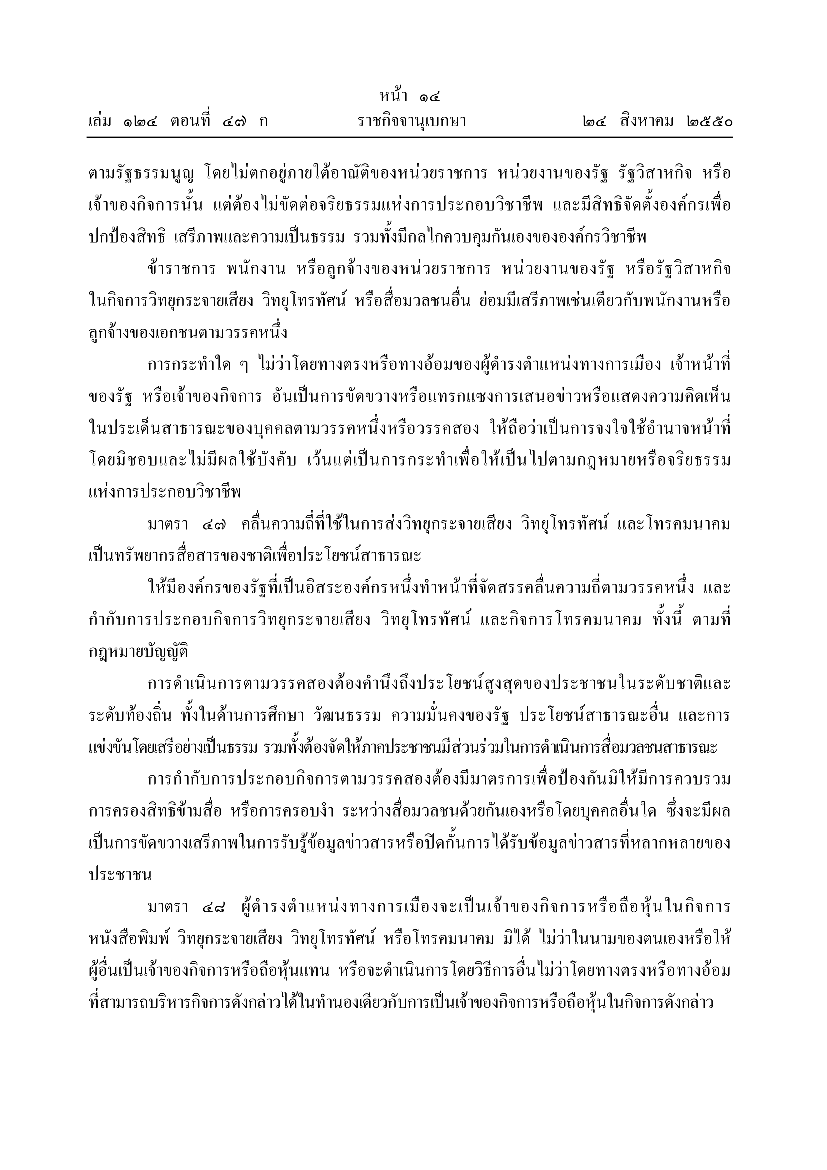 หน้า ๑๔
เล่ม ๑๒๔ ตอนที่ ๔๗ ก ราชกิจจานุเบกษา ๒๔ สิงหาคม ๒๕๕๐
ตามรัฐธรรมนูญ โดยไม่ตกอยู่ภายใต้อาณัติของหน่วยราชการ หน่วยงานของรัฐ รัฐวิสาหกิจ หรือ
เจ้าของกิจการนั้น แต่ต้องไม่ขัดต่อจริยธรรมแห่งการประกอบวิชาชีพ และมีสิทธิจัดตั้งองค์กรเพื่อ
ปกป้องสิทธิ เสรีภาพและความเป็นธรรม รวมทั้งมีกลไกควบคุมกันเองขององค์กรวิชาชีพ
ข้าราชการ พนักงาน หรือลูกจ้างของหน่วยราชการ หน่วยงานของรัฐ หรือรัฐวิสาหกิจ
ในกิจการวิทยุกระจายเสียง วิทยุโทรทัศน์ หรือสื่อมวลชนอื่น ย่อมมีเสรีภาพเช่นเดียวกับพนักงานหรือ
ลูกจ้างของเอกชนตามวรรคหนึ่ง
การกระทำใด ๆ ไม่ว่าโดยทางตรงหรือทางอ้อมของผู้ดำรงตำแหน่งทางการเมือง เจ้าหน้าที่
ของรัฐ หรือเจ้าของกิจการ อันเป็นการขัดขวางหรือแทรกแซงการเสนอข่าวหรือแสดงความคิดเห็น
ในประเด็นสาธารณะของบุคคลตามวรรคหนึ่งหรือวรรคสอง ให้ถือว่าเป็นการจงใจใช้อำนาจหน้าที่
โดยมิชอบและไม่มีผลใช้บังคับ เว้นแต่เป็นการกระทำเพื่อให้เป็นไปตามกฎหมายหรือจริยธรรม
แห่งการประกอบวิชาชีพ
มาตรา ๔๗ คลื่นความถี่ที่ใช้ในการส่งวิทยุกระจายเสียง วิทยุโทรทัศน์ และโทรคมนาคม
เป็นทรัพยากรสื่อสารของชาติเพื่อประโยชน์สาธารณะ
ให้มีองค์กรของรัฐที่เป็นอิสระองค์กรหนึ่งทำหน้าที่จัดสรรคลื่นความถี่ตามวรรคหนึ่ง และ
กำกับการประกอบกิจการวิทยุกระจายเสียง วิทยุโทรทัศน์ และกิจการโทรคมนาคม ทั้งนี้ ตามที่
กฎหมายบัญญัติ
การดำเนินการตามวรรคสองต้องคำนึงถึงประโยชน์สูงสุดของประชาชนในระดับชาติและ
ระดับท้องถิ่น ทั้งในด้านการศึกษา วัฒนธรรม ความมั่นคงของรัฐ ประโยชน์สาธารณะอื่น และการ
แข่งขันโดยเสรีอย่างเป็นธรรม รวมทั้งต้องจัดให้ภาคประชาชนมีส่วนร่วมในการดำเนินการสื่อมวลชนสาธารณะ
การกำกับการประกอบกิจการตามวรรคสองต้องมีมาตรการเพื่อป้องกันมิให้มีการควบรวม
การครองสิทธิข้ามสื่อ หรือการครอบงำ ระหว่างสื่อมวลชนด้วยกันเองหรือโดยบุคคลอื่นใด ซึ่งจะมีผล
เป็นการขัดขวางเสรีภาพในการรับรู้ข้อมูลข่าวสารหรือปิดกั้นการได้รับข้อมูลข่าวสารที่หลากหลายของ
ประชาชน
มาตรา ๔๘ ผู้ดำรงตำแหน่งทางการเมืองจะเป็นเจ้าของกิจการหรือถือหุ้นในกิจการ
หนังสือพิมพ์ วิทยุกระจายเสียง วิทยุโทรทัศน์ หรือโทรคมนาคม มิได้ ไม่ว่าในนามของตนเองหรือให้
ผู้อื่นเป็นเจ้าของกิจการหรือถือหุ้นแทน หรือจะดำเนินการโดยวิธีการอื่นไม่ว่าโดยทางตรงหรือทางอ้อม
ที่สามารถบริหารกิจการดังกล่าวได้ในทำนองเดียวกับการเป็นเจ้าของกิจการหรือถือหุ้นในกิจการดังกล่าว